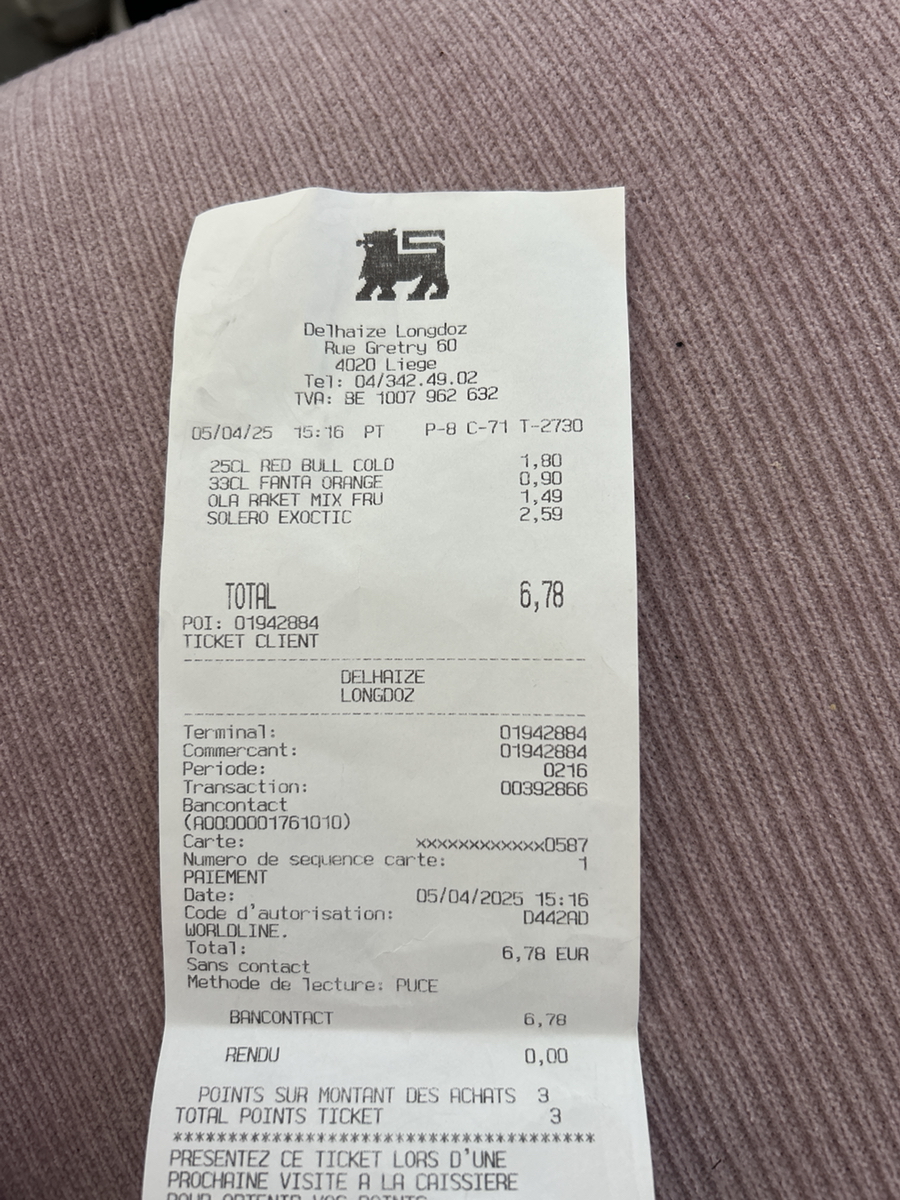 Delhaize Longdoz
Rue Gretry 60
4020 Liege
Tel: 04/342.49.02
TVA: BE 1007 962 632
05/04/25 15:16 PT P-8 C-71 T-2730
25CL RED BULL COLD 1,80
33CL FANTA ORANGE 0,90
OLA RAKET MIX FRU 1,49
SOLERO EXOCTIC 2,59
TOTAL 6,78
POI: 01942884
TICKET CLIENT
DELHAIZE
LONGDOZ
Terminal: 01942884
Commercant: 01942884
Periode: 0216
Transaction: 00392866
Bancontact
(A0000001761010)
Carte: xxxxxxxxxxxxx0587
Numero de sequence carte: 1
PAIEMENT
Date: 05/04/2025 15:16
Code d'autorisation: D442AD
WORLDLINE.
Total: 6,78 EUR
Sans contact
Methode de lecture: PUCE
BANCONTACT 6,78
RENDU 0,00
POINTS SUR MONTANT DES ACHATS 3
TOTAL POINTS TICKET 3
****************************************
PRESENTEZ CE TICKET LORS D'UNE
PROCHAINE VISITE A LA CAISSIERE
POUR OBTENIR VOS POINTS